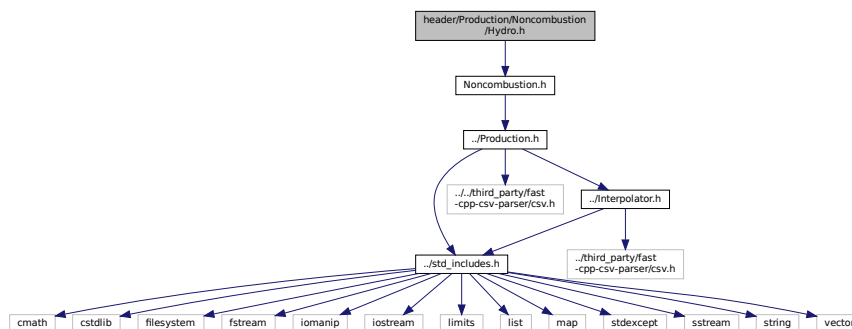 header/Production/Noncombustion
/Hydro.h
Noncombustion.h
../Production.h
../../third_party/fast
-cpp-csv-parser/csv.h
../Interpolator.h
../third_party/fast
-cpp-csv-parser/csv.h
../std_includes.h
cmath cstdlib filesystem fstream iomanip iostream limits list map stdexcept sstream string vector